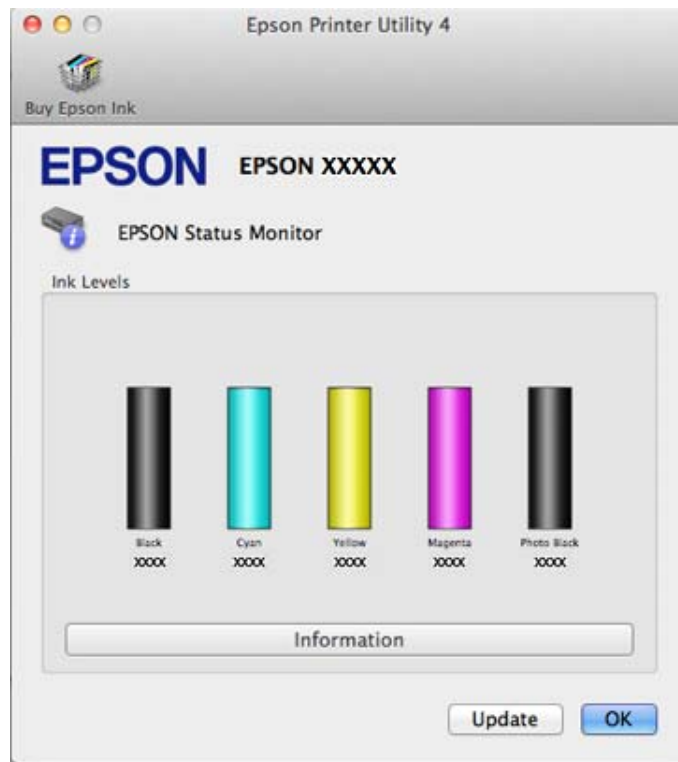 Epson Printer Utility 4
Buy Epson Ink
EPSON EPSON XXXXX
EPSON Status Monitor
Ink Levels
Black Cyan Yellow Magenta Photo Black
XXXX XXXX XXXX XXXX XXXX
Information
Update OK